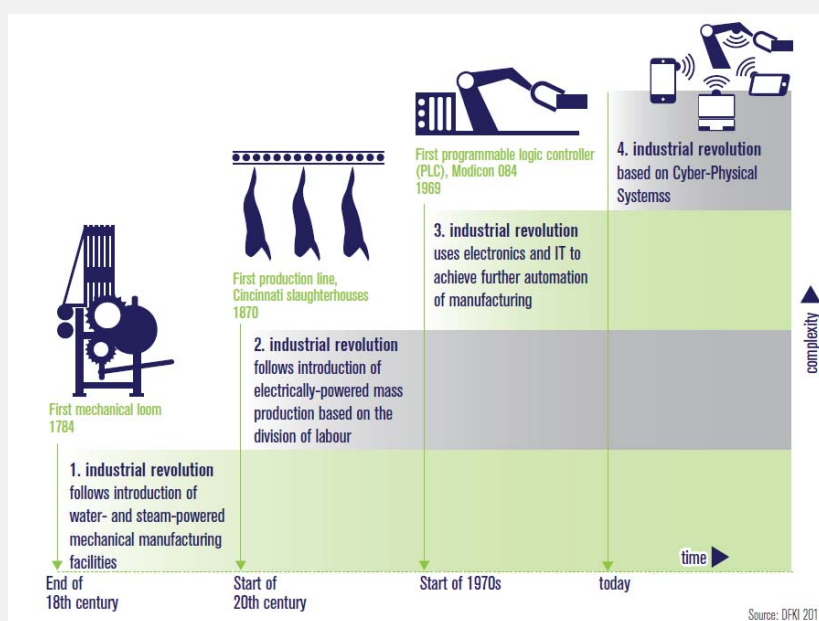 First mechanical loom
1784
First production line,
Cincinnati slaughterhouses
1870
First programmable logic controller
(PLC), Modicon 084
1969
4. industrial revolution
based on Cyber-Physical
Systemss
3. industrial revolution
uses electronics and IT to
achieve further automation
of manufacturing
2. industrial revolution
follows introduction of
electrically-powered mass
production based on the
division of labour
1. industrial revolution
follows introduction of
water- and steam-powered
mechanical manufacturing
facilities
complexity
time
End of
18th century
Start of
20th century
Start of 1970s
today
Source: DFKI 201